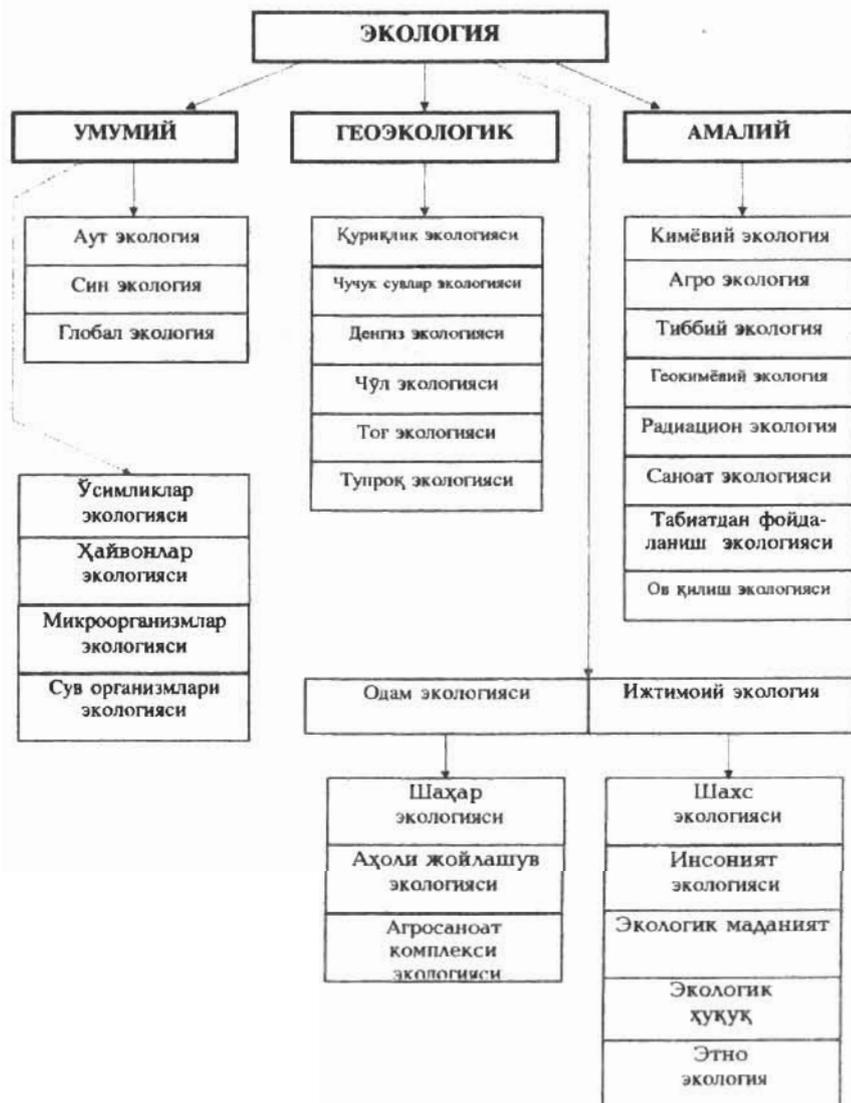 ЭКОЛОГИЯ
УМУМИЙ
ГЕОЭКОЛОГИК
АМАЛИЙ
Аут экология
Син экология
Глобал экология
Ўсимликлар
экологияси
Ҳайвонлар
экологияси
Микроорганизмлар
экологияси
Сув организмлари
экологияси
Қуриқлик экологияси
Чучук сувлар экологияси
Денгиз экологияси
Чўл экологияси
Тог экологияси
Тупроқ экологияси
Кимёвий экология
Агро экология
Тиббий экология
Геокимёвий экология
Радиацион экология
Саноат экологияси
Табиатдан фойда-
ланиш экологияси
Ов қилиш экологияси
Одам экологияси
Ижтимоий экология
Шаҳар
экологияси
Аҳоли жойлашув
экологияси
Агросаноат
комплекси
экологияси
Шахс
экологияси
Инсоният
экологияси
Экологик маданият
Экологик
ҳуқуқ
Этно
экология